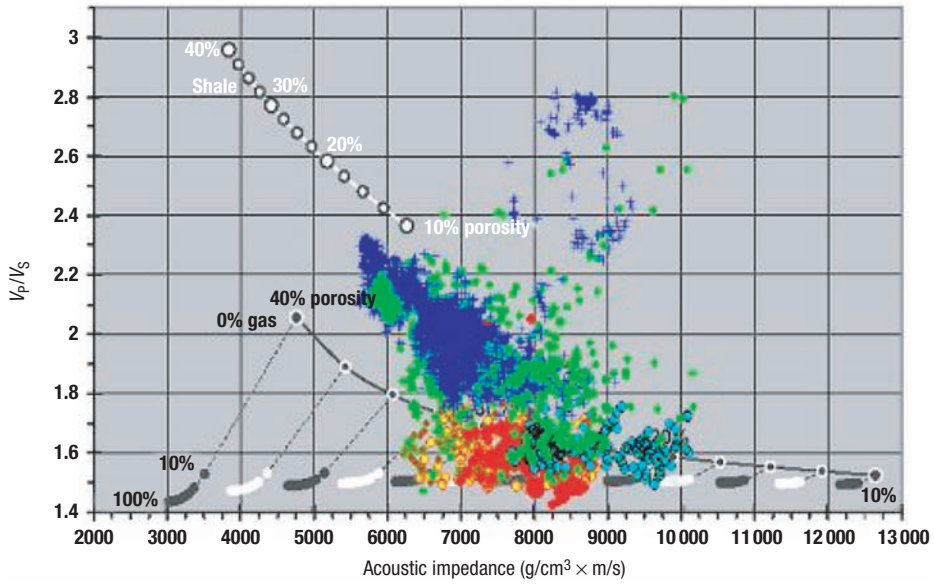 3
2.8
2.6
2.4
2.2
2
1.8
1.6
1.4
VP/VS
40%
Shale
30%
20%
10% porosity
40% porosity
0% gas
10%
100%
10%
2000 3000 4000 5000 6000 7000 8000 9000 10 000 11 000 12 000 13 000
Acoustic impedance (g/cm³ × m/s)